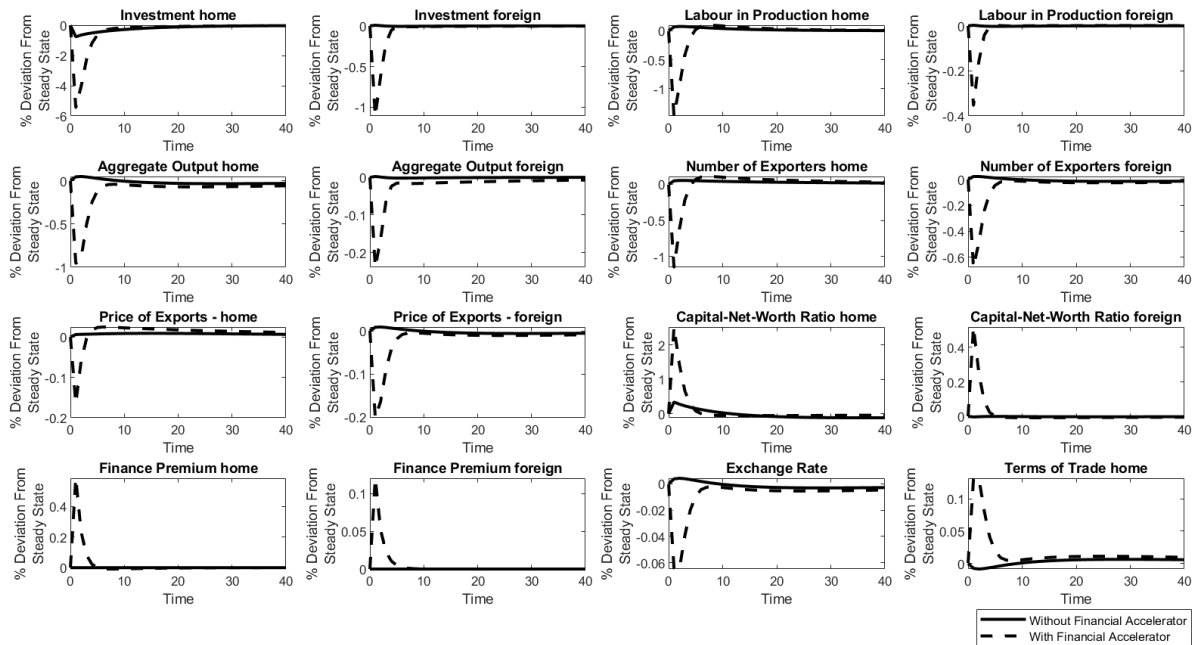 Investment home
% Deviation From
Steady State
0
-2
-4
-6
0 10 20 30 40
Time
Investment foreign
% Deviation From
Steady State
0
-0.5
-1
0 10 20 30 40
Time
Labour in Production home
% Deviation From
Steady State
0
-0.5
-1
0 10 20 30 40
Time
Labour in Production foreign
% Deviation From
Steady State
0
-0.2
-0.4
0 10 20 30 40
Time
Aggregate Output home
% Deviation From
Steady State
0
-0.5
-1
0 10 20 30 40
Time
Aggregate Output foreign
% Deviation From
Steady State
0
-0.1
-0.2
0 10 20 30 40
Time
Number of Exporters home
% Deviation From
Steady State
0
-0.5
-1
0 10 20 30 40
Time
Number of Exporters foreign
% Deviation From
Steady State
0
-0.2
-0.4
-0.6
0 10 20 30 40
Time
Price of Exports - home
% Deviation From
Steady State
0
-0.1
-0.2
0 10 20 30 40
Time
Price of Exports - foreign
% Deviation From
Steady State
0
-0.1
-0.2
0 10 20 30 40
Time
Capital-Net-Worth Ratio home
% Deviation From
Steady State
2
1
0
0 10 20 30 40
Time
Capital-Net-Worth Ratio foreign
% Deviation From
Steady State
0.4
0.2
0
0 10 20 30 40
Time
Finance Premium home
% Deviation From
Steady State
0.4
0.2
0
0 10 20 30 40
Time
Finance Premium foreign
% Deviation From
Steady State
0.1
0.05
0
0 10 20 30 40
Time
Exchange Rate
% Deviation From
Steady State
0
-0.02
-0.04
-0.06
0 10 20 30 40
Time
Terms of Trade home
% Deviation From
Steady State
0.1
0.05
0
0 10 20 30 40
Time
Without Financial Accelerator
With Financial Accelerator